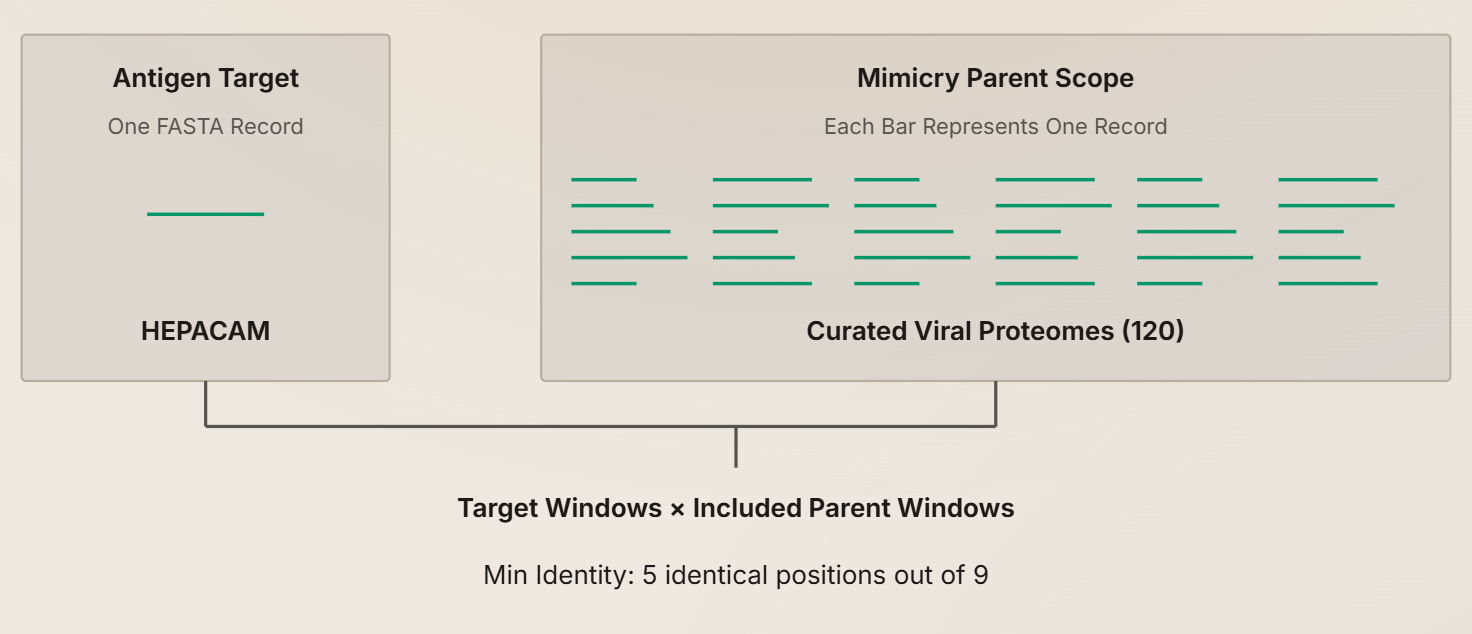 Antigen Target
One FASTA Record
HEPACAM
Mimicry Parent Scope
Each Bar Represents One Record
Curated Viral Proteomes (120)
Target Windows × Included Parent Windows
Min Identity: 5 identical positions out of 9